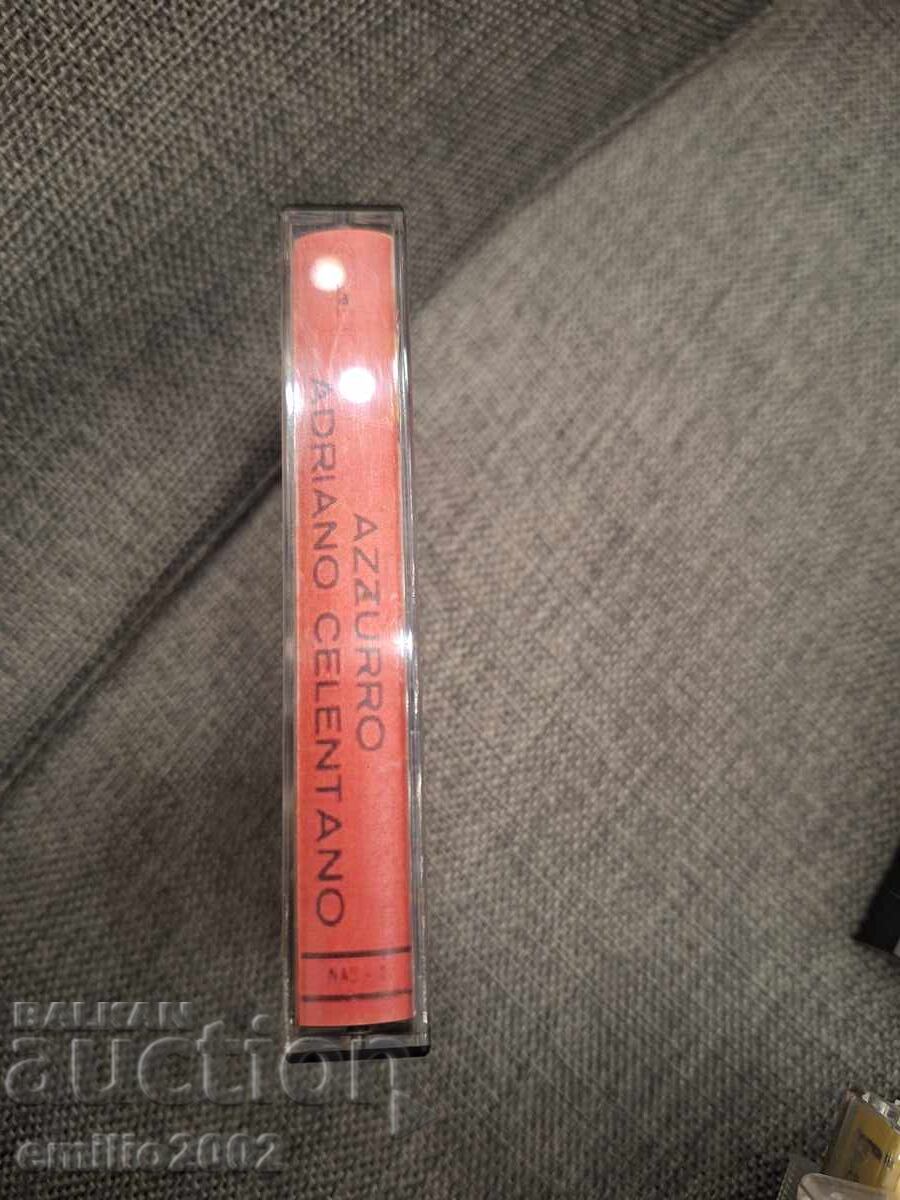 AZZURRO
ADRIANO CELENTANO
BALKAN
auction
emilio2002